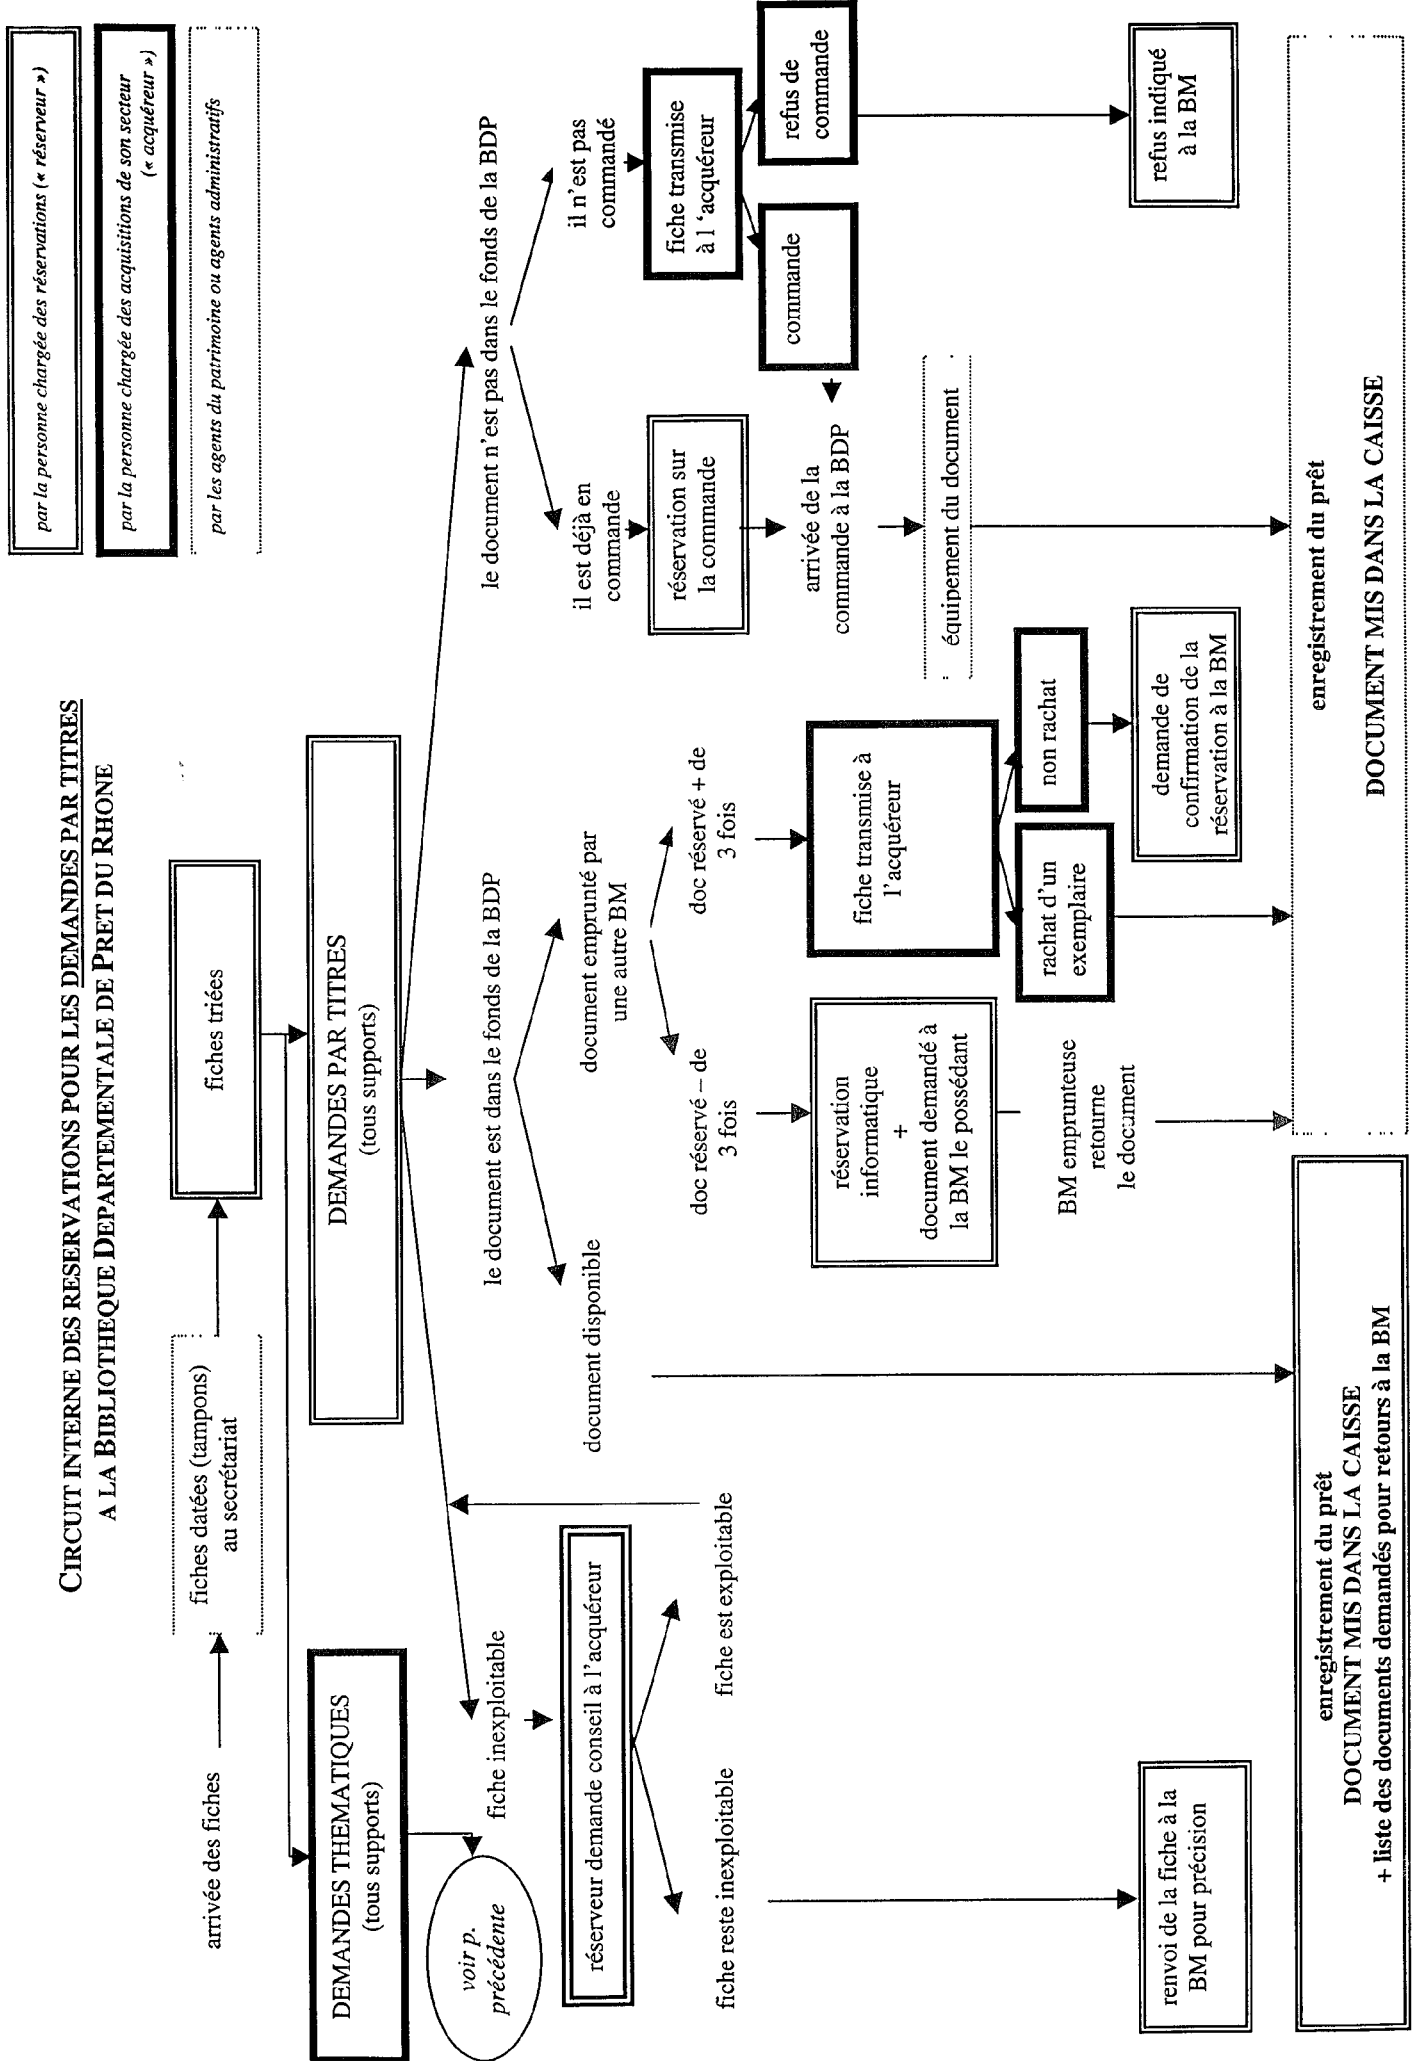 CIRCUIT INTERNE DES RESERVATIONS POUR LES DEMANDES PAR TITRES
A LA BIBLIOTHEQUE DEPARTEMENTALE DE PRET DU RHONE
par la personne chargée des réservations (« réserveur »)
par la personne chargée des acquisitions de son secteur
(« acquéreur »)
par les agents du patrimoine ou agents administratifs
arrivée des fiches
fiches datées (tampons)
au secrétariat
fiches triées
DEMANDES THEMATIQUES
(tous supports)
DEMANDES PAR TITRES
(tous supports)
voir p.
précédente
fiche inexploitable
le document est dans le fonds de la BDP
le document n'est pas dans le fonds de la BDP
réserveur demande conseil à l'acquéreur
document disponible
document emprunté par
une autre BM
il est déjà en
commande
il n'est pas
commandé
fiche reste inexploitable
fiche est exploitable
doc réservé – de
3 fois
doc réservé + de
3 fois
réservation sur
la commande
fiche transmise
à l 'acquéreur
réservation
informatique
+
document demandé à
la BM le possédant
fiche transmise à
l'acquéreur
arrivée de la
commande à la BDP
commande
refus de
commande
équipement du document
BM emprunteuse
retourne
le document
rachat d'un
exemplaire
non rachat
renvoi de la fiche à la
BM pour précision
demande de
confirmation de la
réservation à la BM
refus indiqué
à la BM
enregistrement du prêt
DOCUMENT MIS DANS LA CAISSE
+ liste des documents demandés pour retours à la BM
enregistrement du prêt
DOCUMENT MIS DANS LA CAISSE